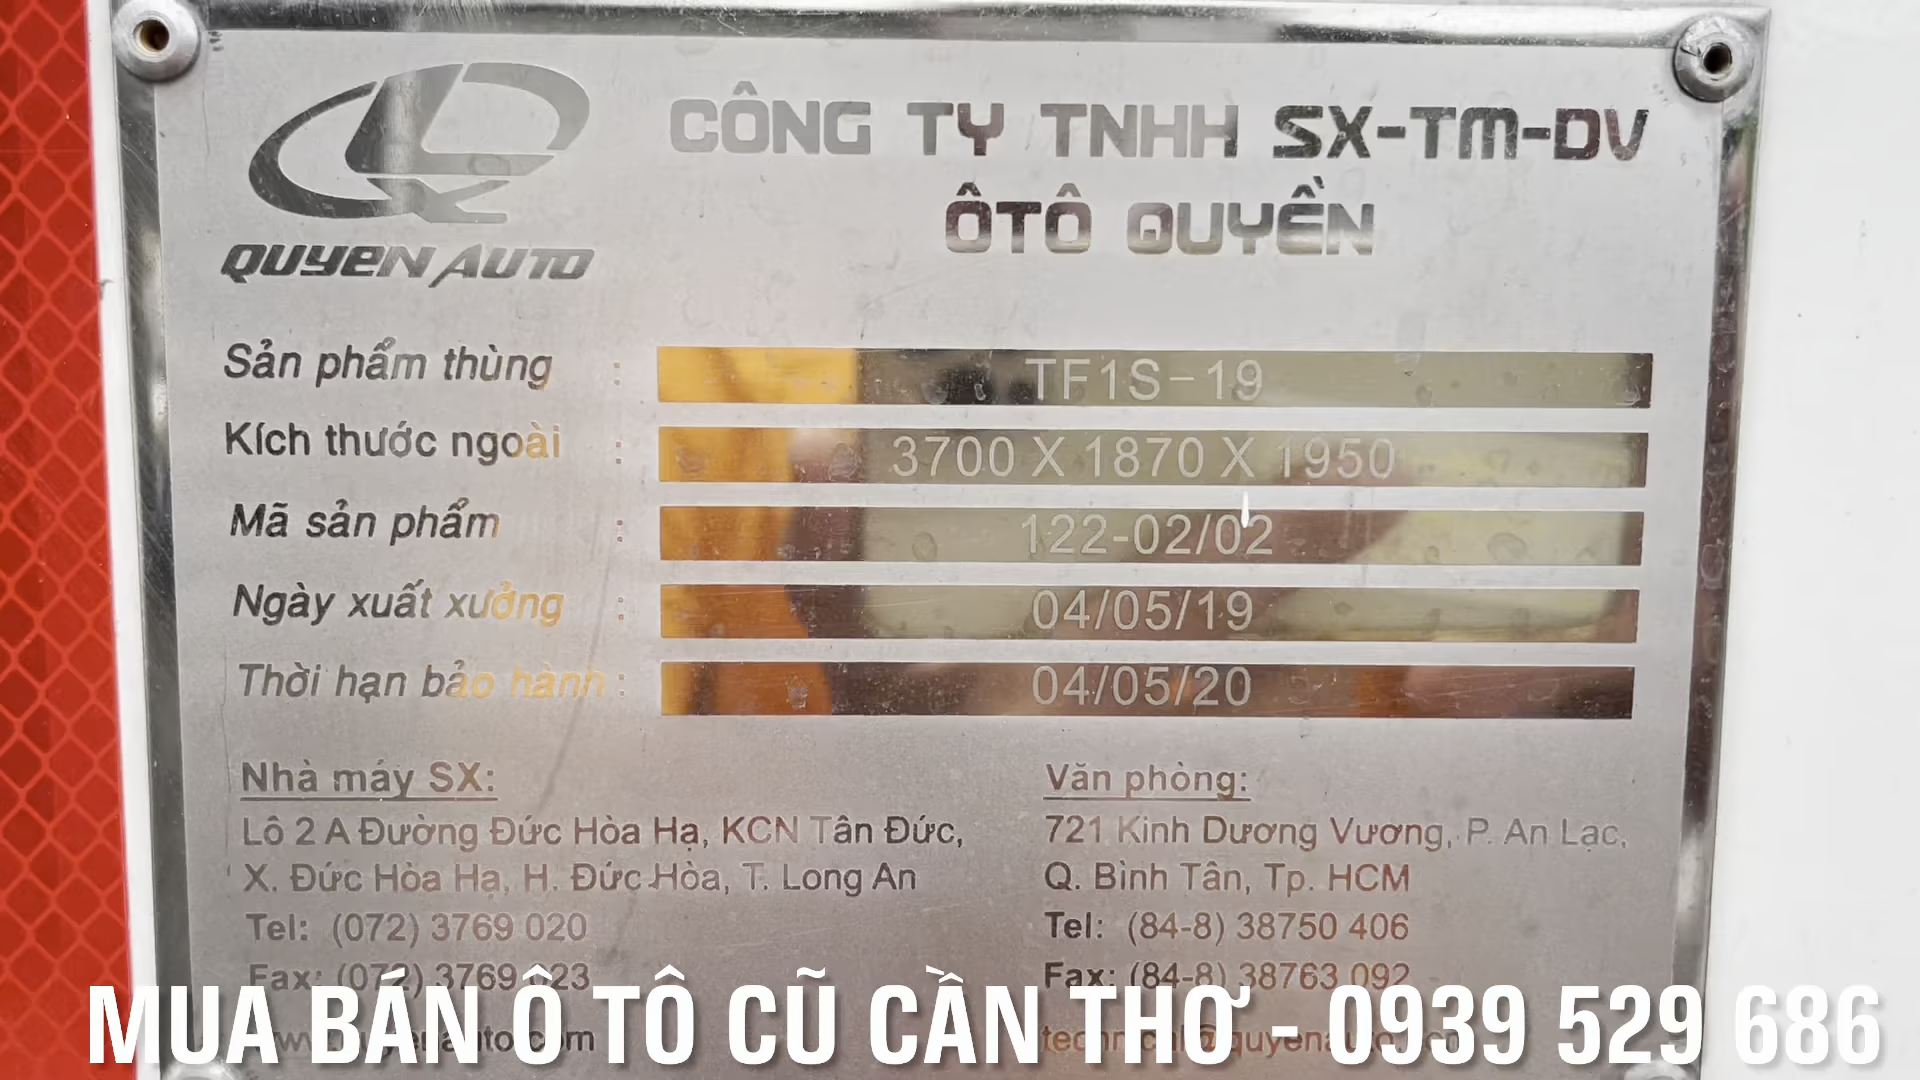 QUYEN AUTO
CÔNG TY TNHH SX-TM-DV
ÔTÔ QUYỀN
Sản phẩm thùng : TF1S-19
Kích thước ngoài : 3700 X 1870 X 1950
Mã sản phẩm : 122-02/02
Ngày xuất xưởng : 04/05/19
Thời hạn bảo hành : 04/05/20
Nhà máy SX:
Lô 2 A Đường Đức Hòa Hạ, KCN Tân Đức,
X. Đức Hòa Hạ, H. Đức Hòa, T. Long An
Tel: (072) 3769 020
Fax: (072) 3769 023
Văn phòng:
721 Kinh Dương Vương, P. An Lạc,
Q. Bình Tân, Tp. HCM
Tel: (84-8) 38750 406
Fax: (84-8) 38763 092
MUA BÁN Ô TÔ CŨ CẦN THƠ - 0939 529 686